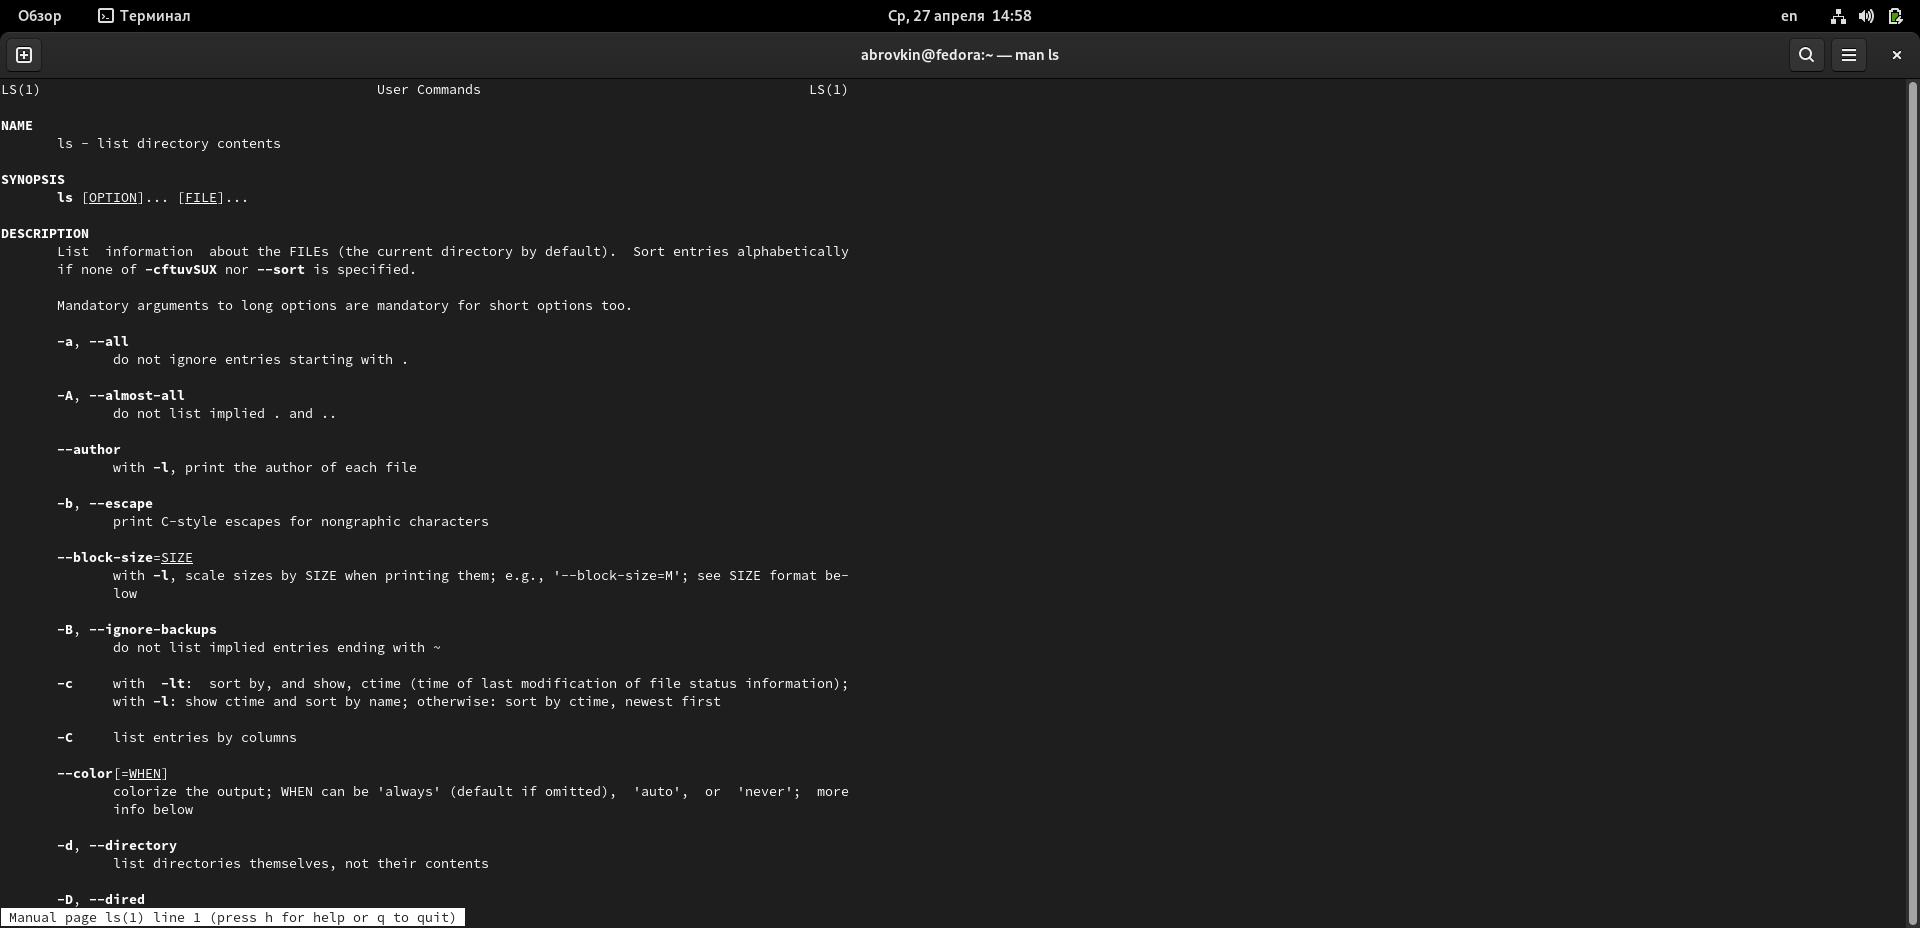 Обзор Терминал Ср, 27 апреля 14:58 en
abrovkin@fedora:~ — man ls
LS(1) User Commands LS(1)
NAME
ls - list directory contents
SYNOPSIS
ls [OPTION]... [FILE]...
DESCRIPTION
List information about the FILEs (the current directory by default). Sort entries alphabetically
if none of -cftuvSUX nor --sort is specified.
Mandatory arguments to long options are mandatory for short options too.
-a, --all
do not ignore entries starting with .
-A, --almost-all
do not list implied . and ..
--author
with -l, print the author of each file
-b, --escape
print C-style escapes for nongraphic characters
--block-size=SIZE
with -l, scale sizes by SIZE when printing them; e.g., '--block-size=M'; see SIZE format be-
low
-B, --ignore-backups
do not list implied entries ending with ~
-c with -lt: sort by, and show, ctime (time of last modification of file status information);
with -l: show ctime and sort by name; otherwise: sort by ctime, newest first
-C list entries by columns
--color[=WHEN]
colorize the output; WHEN can be 'always' (default if omitted), 'auto', or 'never'; more
info below
-d, --directory
list directories themselves, not their contents
-D, --dired
Manual page ls(1) line 1 (press h for help or q to quit)